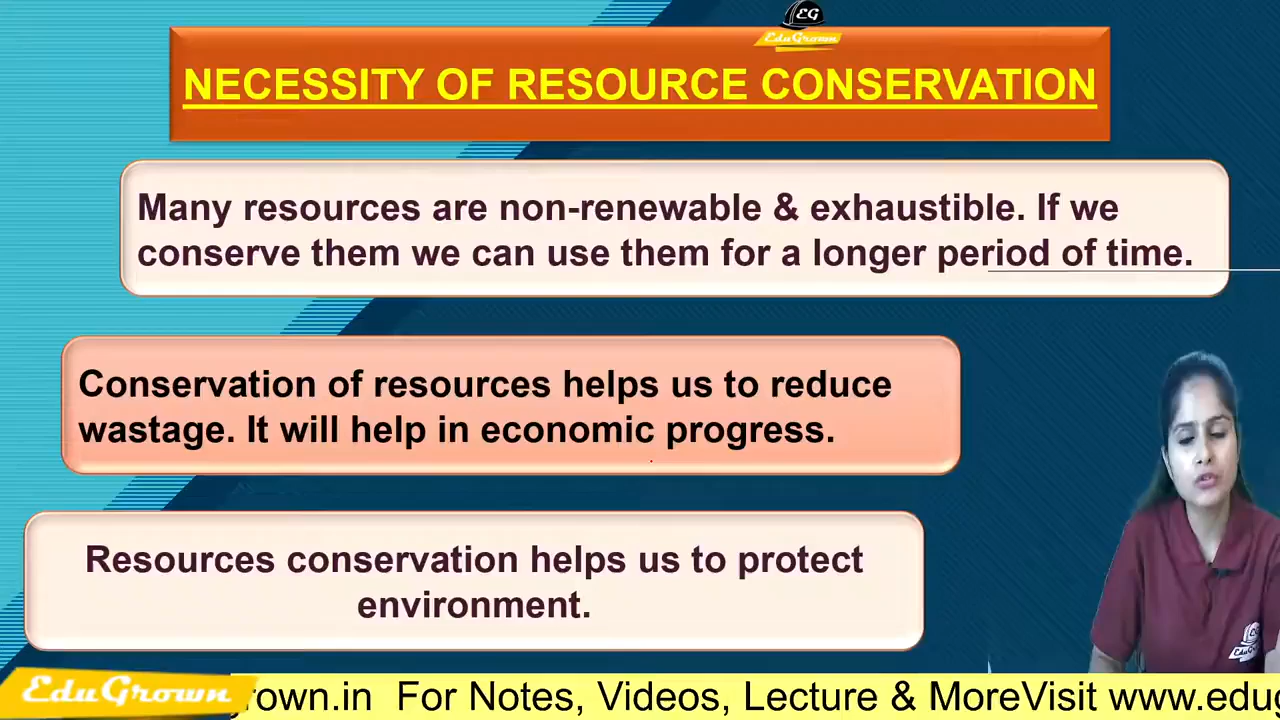 EG
EduGrown
NECESSITY OF RESOURCE CONSERVATION
Many resources are non-renewable & exhaustible. If we
conserve them we can use them for a longer period of time.
Conservation of resources helps us to reduce
wastage. It will help in economic progress.
Resources conservation helps us to protect
environment.
EG
EduGrown rown.in For Notes, Videos, Lecture & MoreVisit www.edug